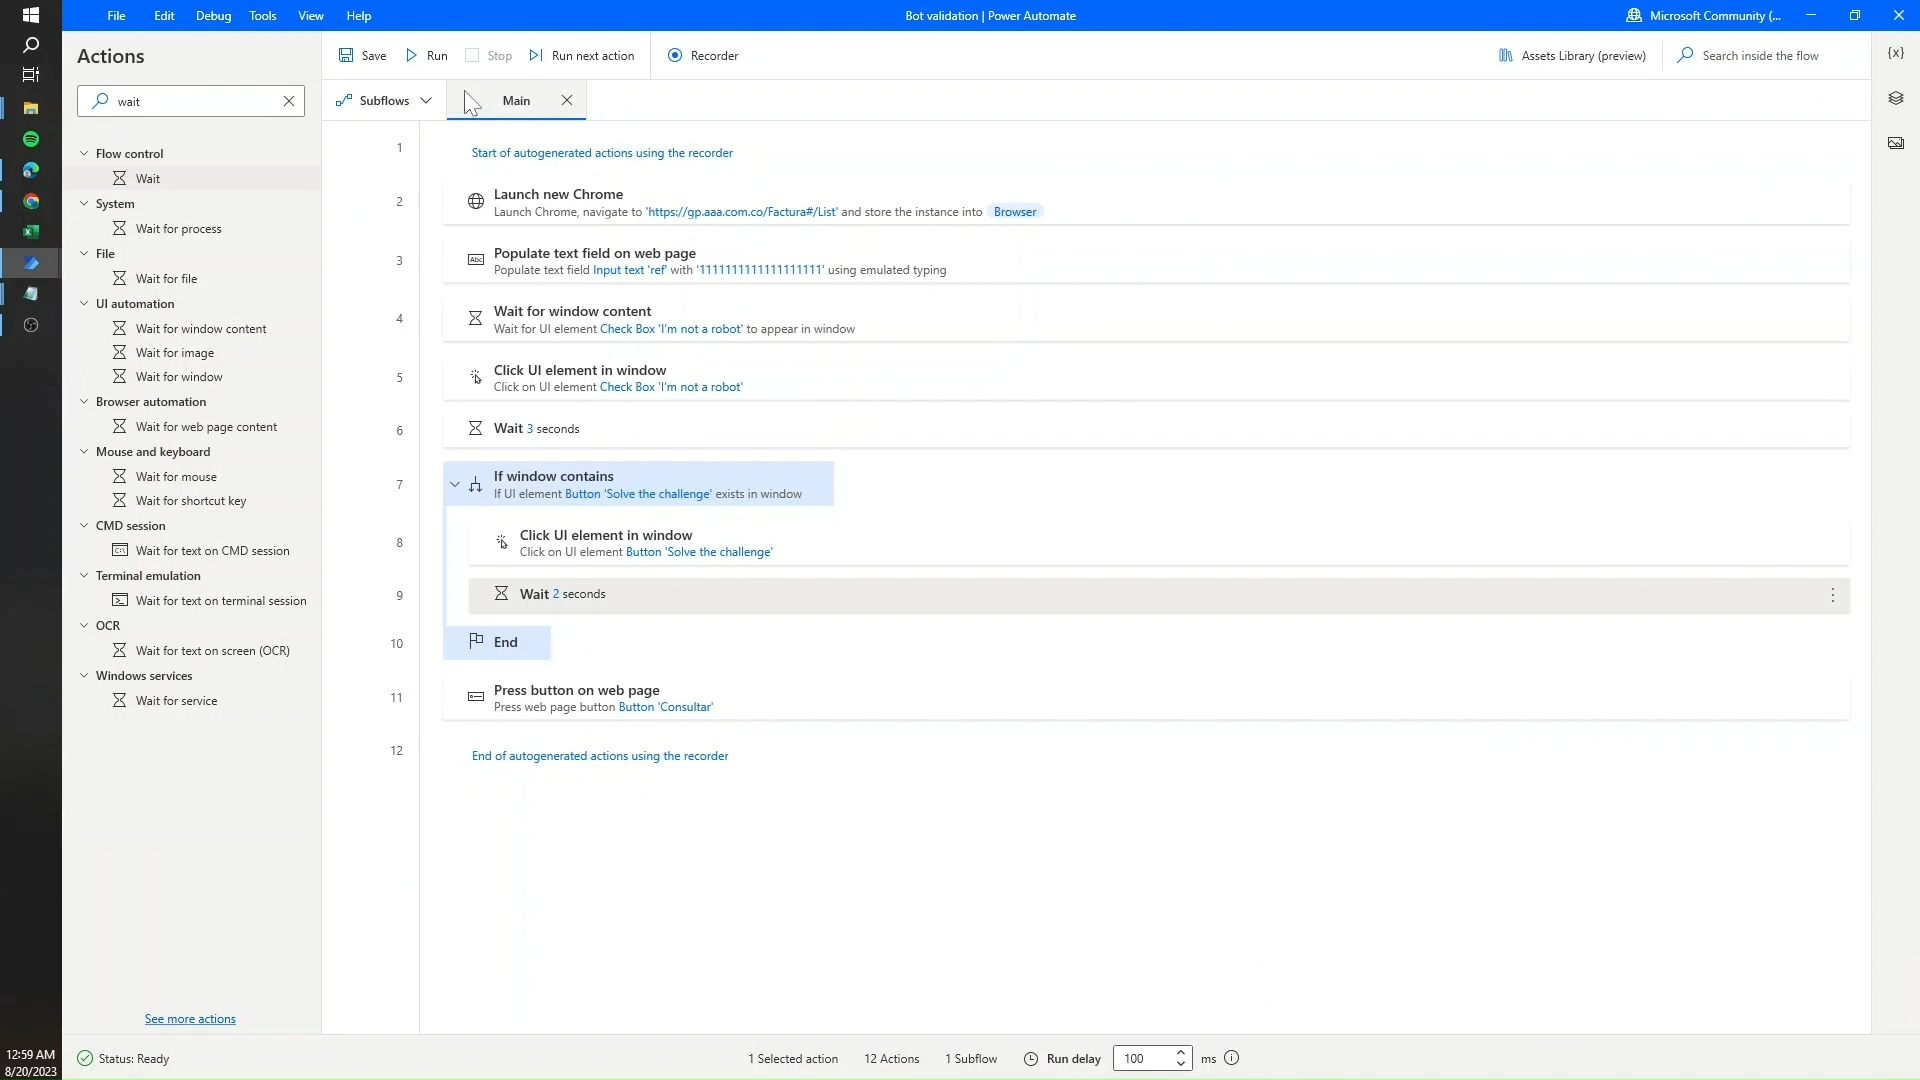 File Edit Debug Tools View Help
Bot validation | Power Automate
Microsoft Community (...
Actions
Save Run Stop Run next action Recorder
Assets Library (preview) Search inside the flow
{x}
wait
Subflows Main
Flow control
Wait
System
Wait for process
File
Wait for file
UI automation
Wait for window content
Wait for image
Wait for window
Browser automation
Wait for web page content
Mouse and keyboard
Wait for mouse
Wait for shortcut key
CMD session
Wait for text on CMD session
Terminal emulation
Wait for text on terminal session
OCR
Wait for text on screen (OCR)
Windows services
Wait for service
See more actions
1 Start of autogenerated actions using the recorder
2 Launch new Chrome
Launch Chrome, navigate to 'https://gp.aaa.com.co/Factura#/List' and store the instance into Browser
3 Abc Populate text field on web page
Populate text field Input text 'ref' with '1111111111111111111' using emulated typing
4 Wait for window content
Wait for UI element Check Box 'I'm not a robot' to appear in window
5 Click UI element in window
Click on UI element Check Box 'I'm not a robot'
6 Wait 3 seconds
7 If window contains
If UI element Button 'Solve the challenge' exists in window
8 Click UI element in window
Click on UI element Button 'Solve the challenge'
9 Wait 2 seconds
10 End
11 Press button on web page
Press web page button Button 'Consultar'
12 End of autogenerated actions using the recorder
Status: Ready
1 Selected action 12 Actions 1 Subflow Run delay 100 ms
12:59 AM
8/20/2023